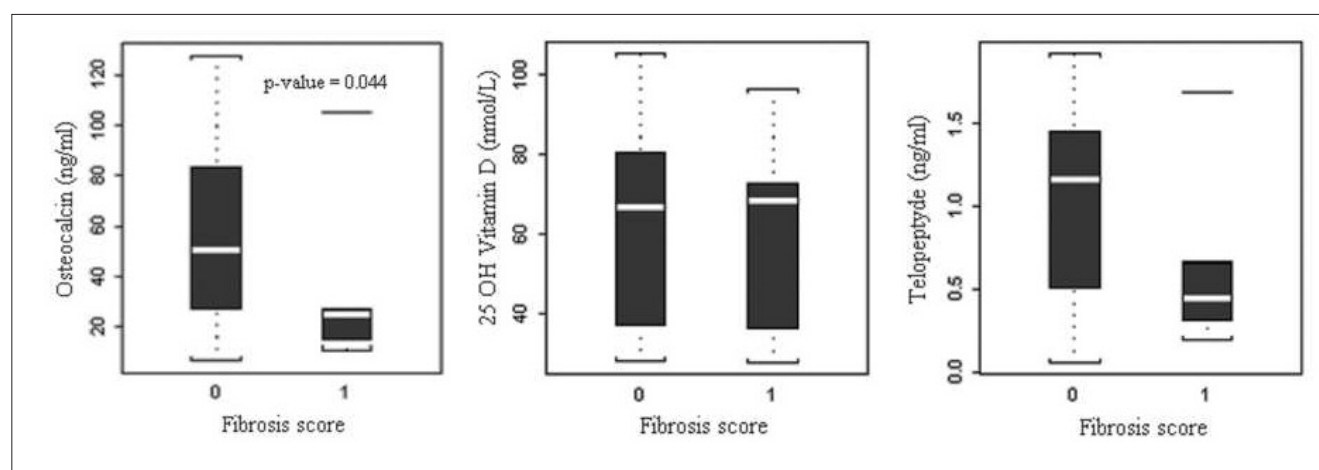 Osteocalcin (ng/ml)
120
100
80
60
40
20
p-value = 0.044
0 1
Fibrosis score
25 OH Vitamin D (nmol/L)
100
80
60
40
0 1
Fibrosis score
Telopeptyde (ng/ml)
1.5
1.0
0.5
0.0
0 1
Fibrosis score